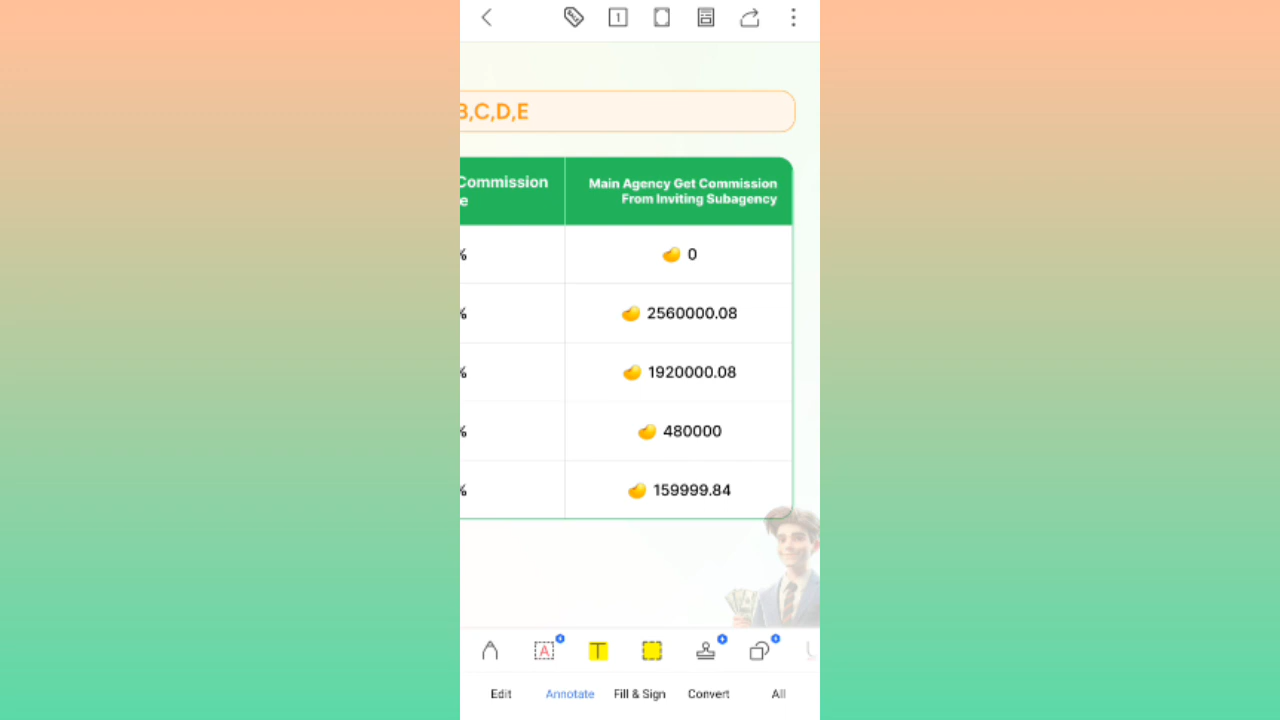 B,C,D,E
Commission
e
Main Agency Get Commission
From Inviting Subagency
% 0
% 2560000.08
% 1920000.08
% 480000
% 159999.84
Edit Annotate Fill & Sign Convert All